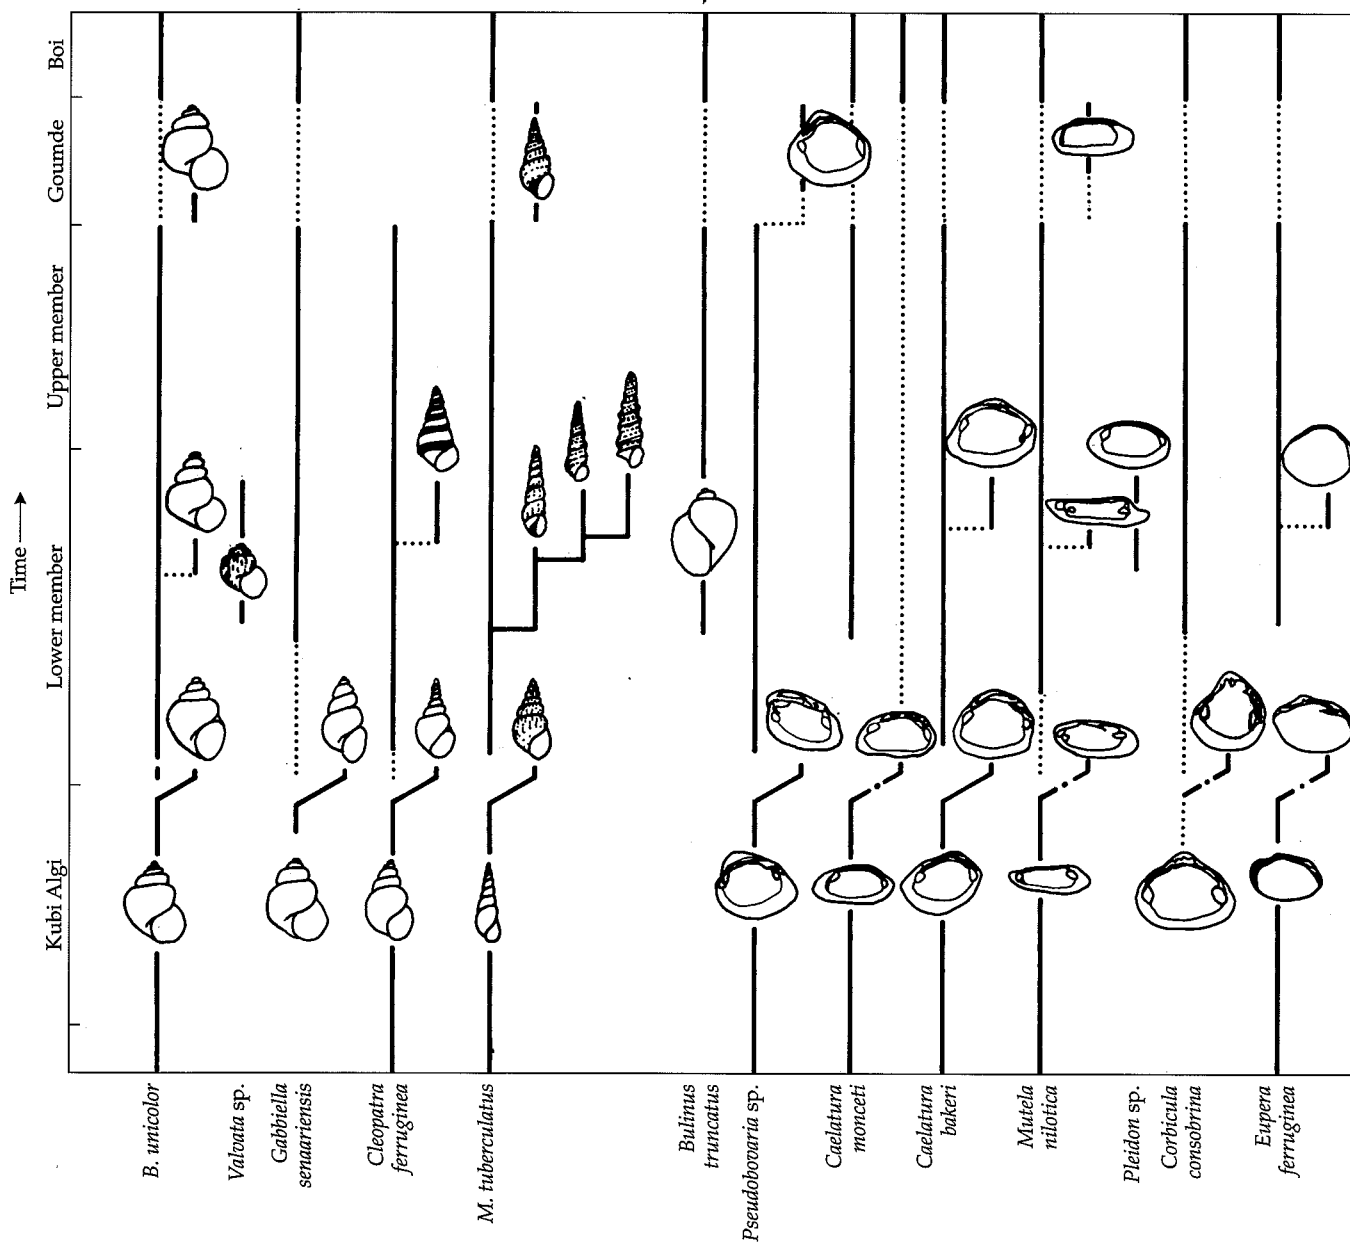 Time →
Boi
Goumde
Upper member
Lower member
Kubi Algi
B. unicolor
Valvata sp.
Gabbiella
senaariensis
Cleopatra
ferruginea
M. tuberculatus
Bulinus
truncatus
Pseudobovaria sp.
Caelatura
monceti
Caelatura
bakeri
Mutela
nilotica
Pleidon sp.
Corbicula
consobrina
Eupera
ferruginea